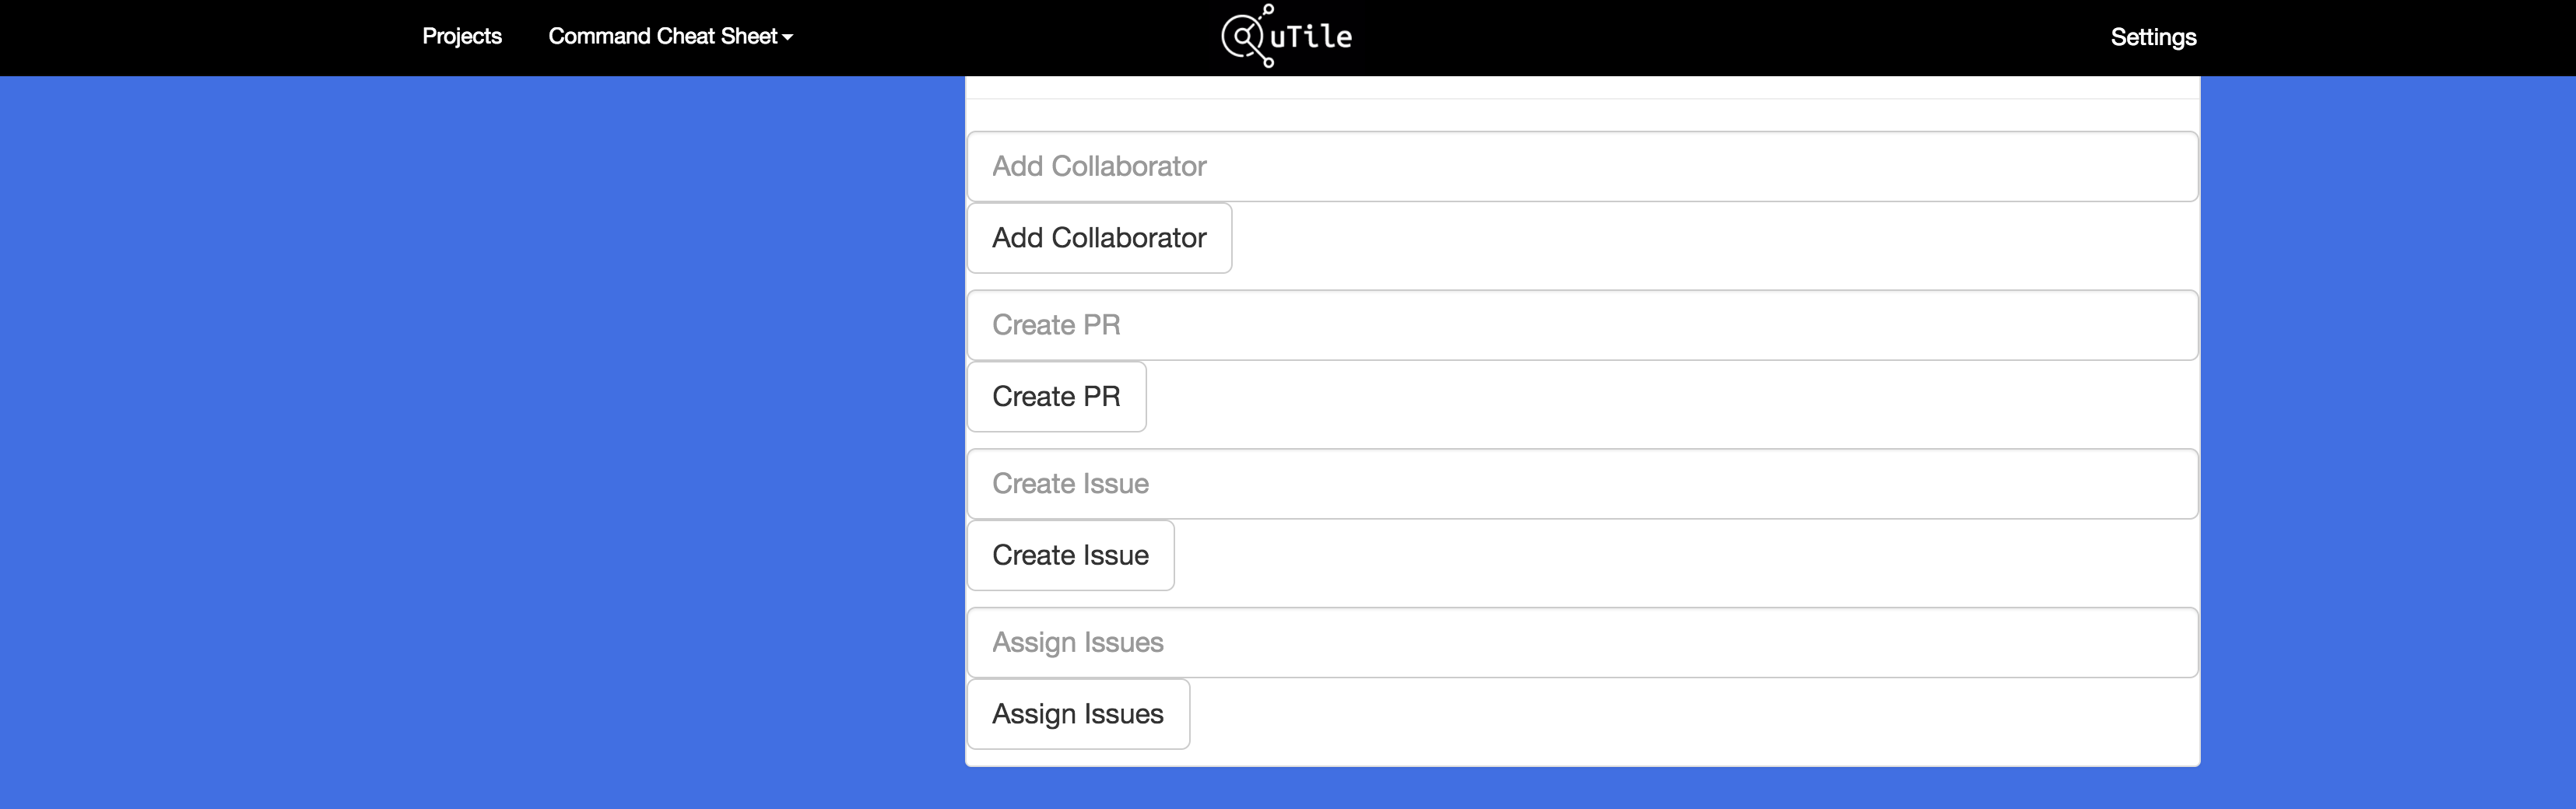 Projects
Command Cheat Sheet
uTile
Settings
Add Collaborator
Add Collaborator
Create PR
Create PR
Create Issue
Create Issue
Assign Issues
Assign Issues